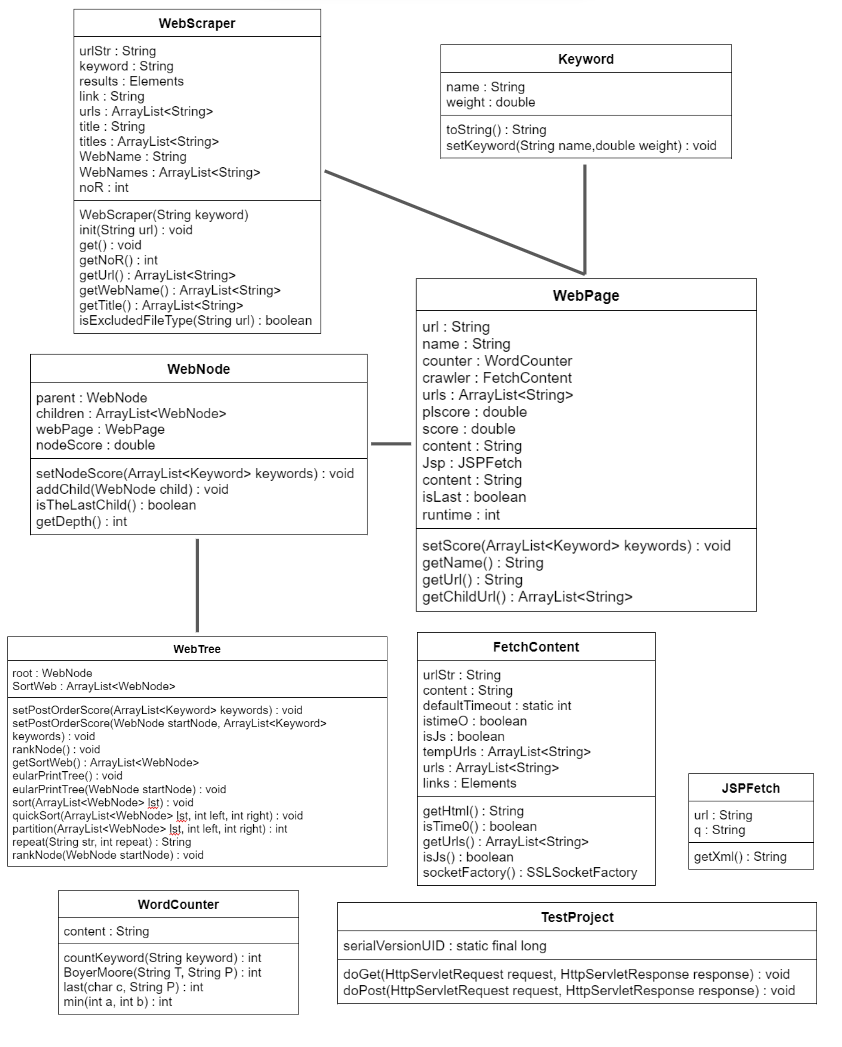 WebScraper
urlStr : String
keyword : String
results : Elements
link : String
urls : ArrayList<String>
title : String
titles : ArrayList<String>
WebName : String
WebNames : ArrayList<String>
noR : int
WebScraper(String keyword)
init(String url) : void
get() : void
getNoR() : int
getUrl() : ArrayList<String>
getWebName() : ArrayList<String>
getTitle() : ArrayList<String>
isExcludedFileType(String url) : boolean
Keyword
name : String
weight : double
toString() : String
setKeyword(String name,double weight) : void
WebNode
parent : WebNode
children : ArrayList<WebNode>
webPage : WebPage
nodeScore : double
setNodeScore(ArrayList<Keyword> keywords) : void
addChild(WebNode child) : void
isTheLastChild() : boolean
getDepth() : int
WebPage
url : String
name : String
counter : WordCounter
crawler : FetchContent
urls : ArrayList<String>
plscore : double
score : double
content : String
Jsp : JSPFetch
content : String
isLast : boolean
runtime : int
setScore(ArrayList<Keyword> keywords) : void
getName() : String
getUrl() : String
getChildUrl() : ArrayList<String>
WebTree
root : WebNode
SortWeb : ArrayList<WebNode>
setPostOrderScore(ArrayList<Keyword> keywords) : void
setPostOrderScore(WebNode startNode, ArrayList<Keyword>
keywords) : void
rankNode() : void
getSortWeb() : ArrayList<WebNode>
eularPrintTree() : void
eularPrintTree(WebNode startNode) : void
sort(ArrayList<WebNode> lst) : void
quickSort(ArrayList<WebNode> lst, int left, int right) : void
partition(ArrayList<WebNode> lst, int left, int right) : int
repeat(String str, int repeat) : String
rankNode(WebNode startNode) : void
FetchContent
urlStr : String
content : String
defaultTimeout : static int
istimeO : boolean
isJs : boolean
tempUrls : ArrayList<String>
urls : ArrayList<String>
links : Elements
getHtml() : String
isTime0() : boolean
getUrls() : ArrayList<String>
isJs() : boolean
socketFactory() : SSLSocketFactory
JSPFetch
url : String
q : String
getXml() : String
WordCounter
content : String
countKeyword(String keyword) : int
BoyerMoore(String T, String P) : int
last(char c, String P) : int
min(int a, int b) : int
TestProject
serialVersionUID : static final long
doGet(HttpServletRequest request, HttpServletResponse response) : void
doPost(HttpServletRequest request, HttpServletResponse response) : void